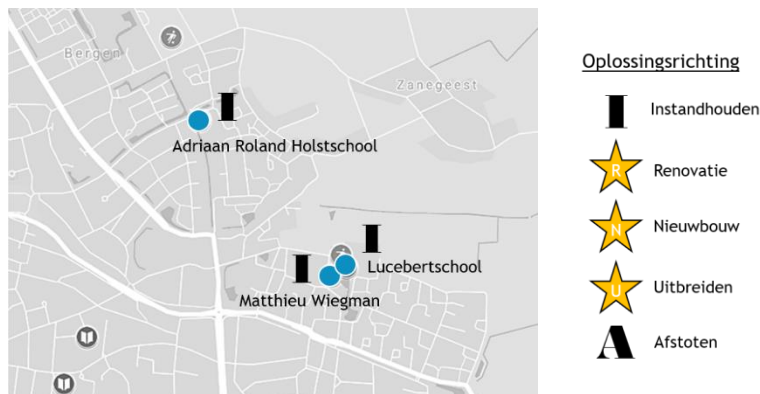 Bergen
Zanegeest
I
Adriaan Roland Holstschool
I
Lucebertschool
I
Matthieu Wiegman
Oplossingsrichting
I Instandhouden
R Renovatie
N Nieuwbouw
U Uitbreiden
A Afstoten